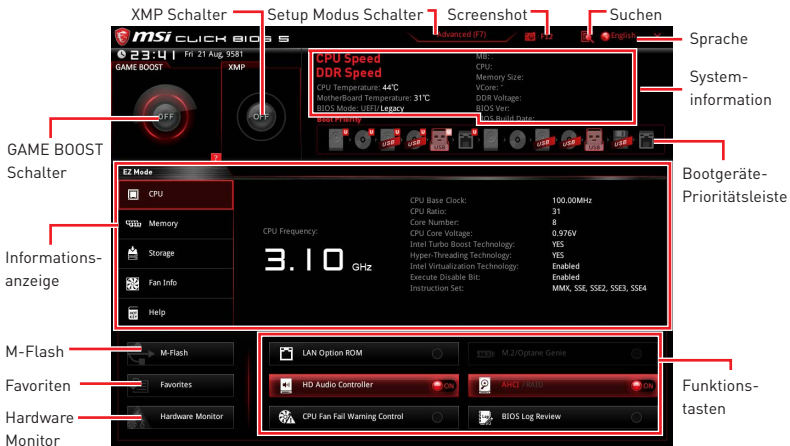 XMP Schalter
Setup Modus Schalter
Screenshot
Suchen
msi CLICK BIOS 5
Advanced (F7)
F12
English
X
Sprache
23:41 Fri 21 Aug, 9581
GAME BOOST
XMP
OFF
OFF
CPU Speed
DDR Speed
CPU Temperature: 44°C
MotherBoard Temperature: 31°C
BIOS Mode: UEFI/Legacy
Boot Priority
MB:
CPU:
Memory Size:
VCore:
DDR Voltage:
BIOS Ver:
BIOS Build Date:
System-
information
U U U U U
USB USB USB USB USB USB
GAME BOOST
Schalter
?
Bootgeräte-
Prioritätsleiste
EZ Mode
CPU
Memory
Storage
Fan Info
Help
Informations-
anzeige
CPU Frequency:
3.10 GHz
CPU Base Clock: 100.00MHz
CPU Ratio: 31
Core Number: 8
CPU Core Voltage: 0.976V
Intel Turbo Boost Technology: YES
Hyper-Threading Technology: YES
Intel Virtualization Technology: Enabled
Execute Disable Bit: Enabled
Instruction Set: MMX, SSE, SSE2, SSE3, SSE4
M-Flash
Favoriten
Hardware
Monitor
M-Flash
Favorites
Hardware Monitor
LAN Option ROM
M.2/Optane Genie
HD Audio Controller ON
AHCI /RAID ON
CPU Fan Fail Warning Control
BIOS Log Review
Funktions-
tasten